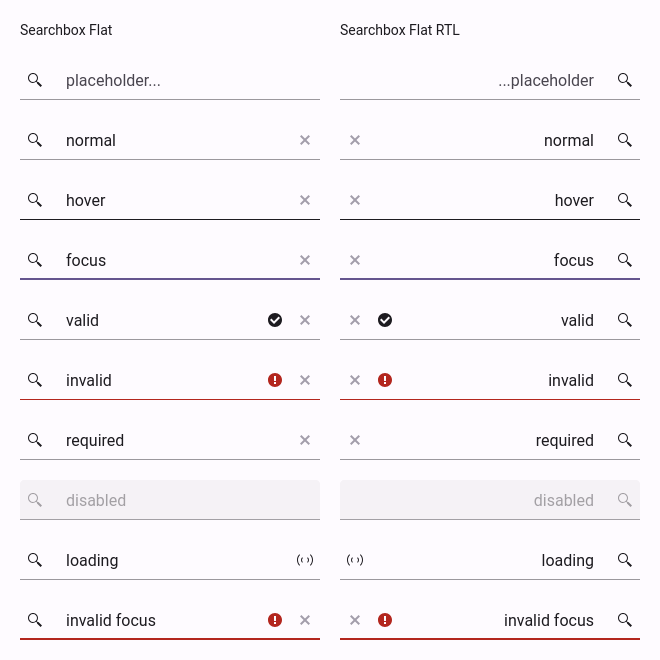 Searchbox Flat
placeholder...
normal
hover
focus
valid
invalid
required
disabled
loading
invalid focus
Searchbox Flat RTL
...placeholder
normal
hover
focus
valid
invalid
required
disabled
loading
invalid focus